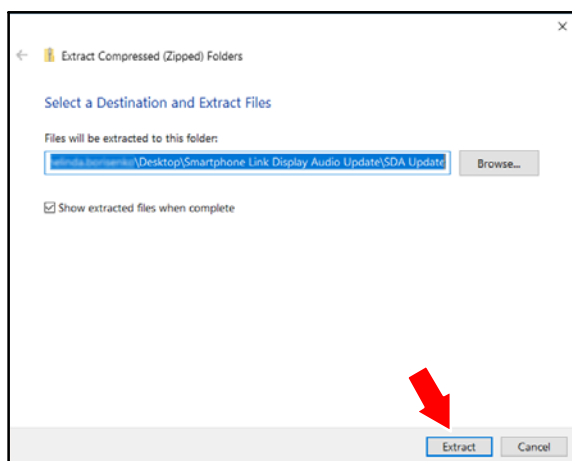 Extract Compressed (Zipped) Folders
Select a Destination and Extract Files
Files will be extracted to this folder:
\Desktop\Smartphone Link Display Audio Update\SDA Update
Browse...
Show extracted files when complete
Extract
Cancel